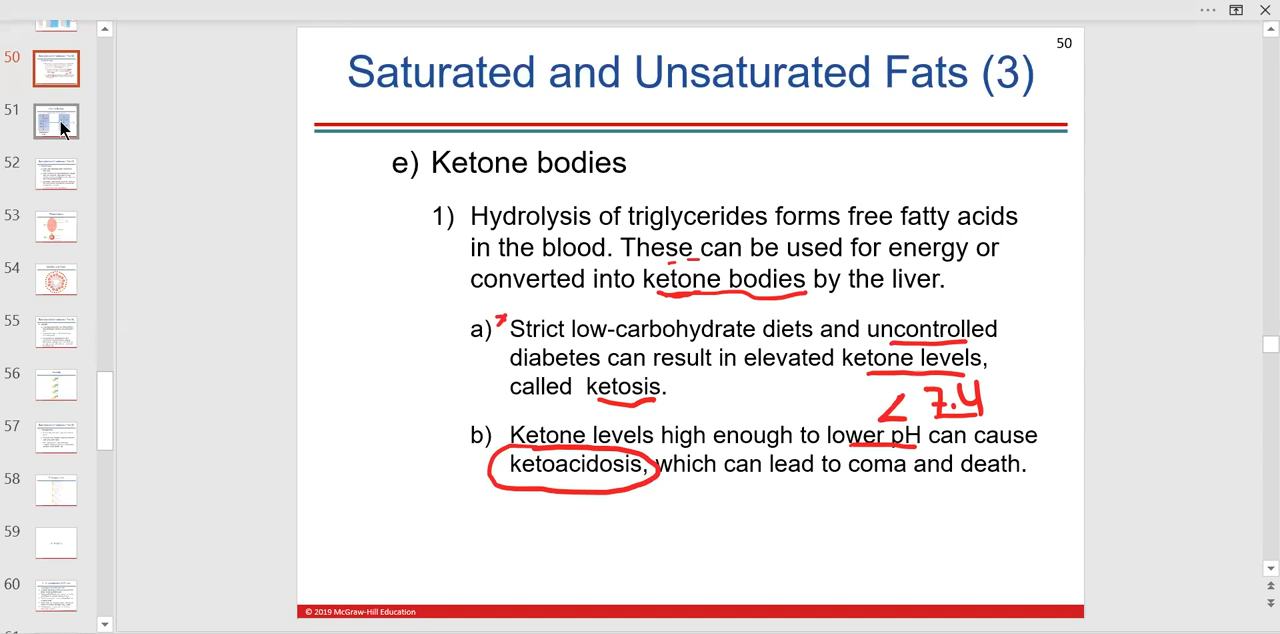 50
Saturated and Unsaturated Fats (3)
e) Ketone bodies
1) Hydrolysis of triglycerides forms free fatty acids
in the blood. These can be used for energy or
converted into ketone bodies by the liver.
a) Strict low-carbohydrate diets and uncontrolled
diabetes can result in elevated ketone levels,
called ketosis.
< 7.4
b) Ketone levels high enough to lower pH can cause
ketoacidosis, which can lead to coma and death.
© 2019 McGraw-Hill Education
50
51
52
53
54
55
56
57
58
59
60